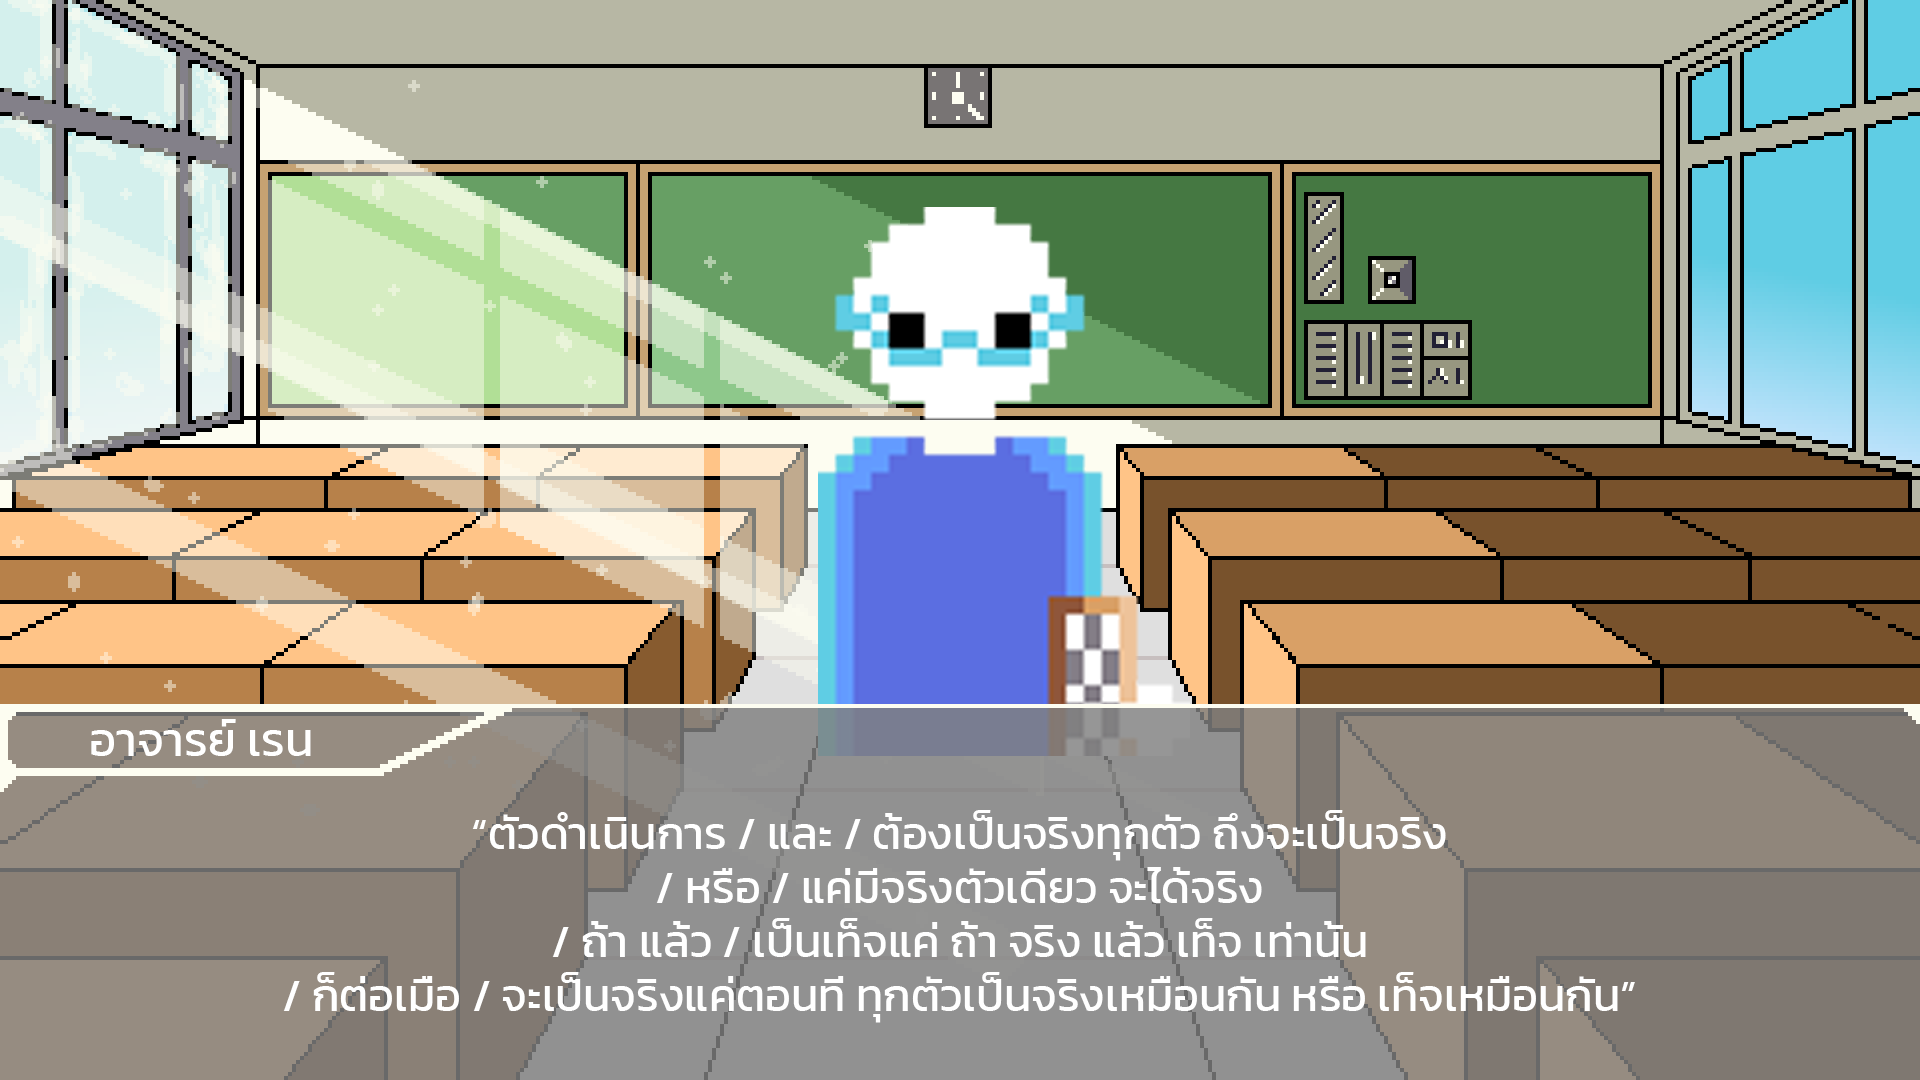 อาจารย์ เรน
“ตัวดำเนินการ / และ / ต้องเป็นจริงทุกตัว ถึงจะเป็นจริง
/ หรือ / แค่มีจริงตัวเดียว จะได้จริง
/ ถ้า แล้ว / เป็นเท็จแค่ ถ้า จริง แล้ว เท็จ เท่านั้น
/ ก็ต่อเมือ / จะเป็นจริงแค่ตอนที ทุกตัวเป็นจริงเหมือนกัน หรือ เท็จเหมือนกัน”